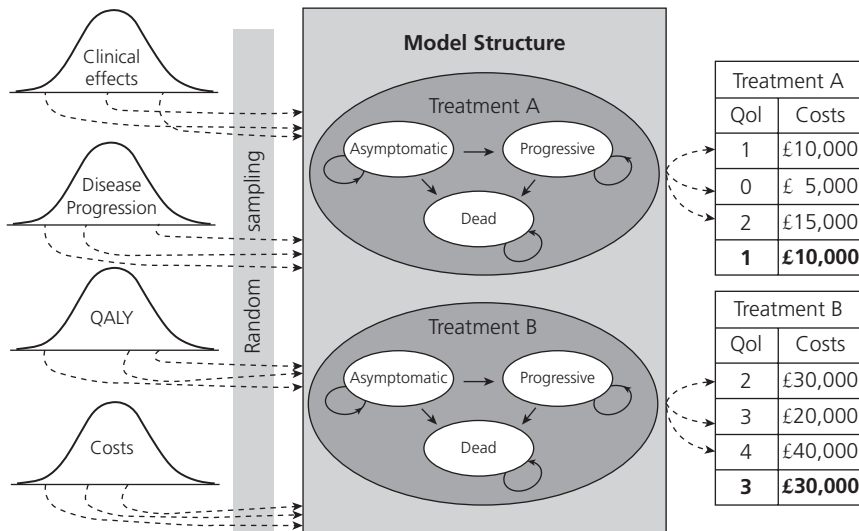 Clinical
effects
Disease
Progression
QALY
Costs
Random sampling
Model Structure
Treatment A
Asymptomatic
Progressive
Dead
Treatment B
Asymptomatic
Progressive
Dead
Treatment A
Qol Costs
1 £10,000
0 £ 5,000
2 £15,000
1 £10,000
Treatment B
Qol Costs
2 £30,000
3 £20,000
4 £40,000
3 £30,000